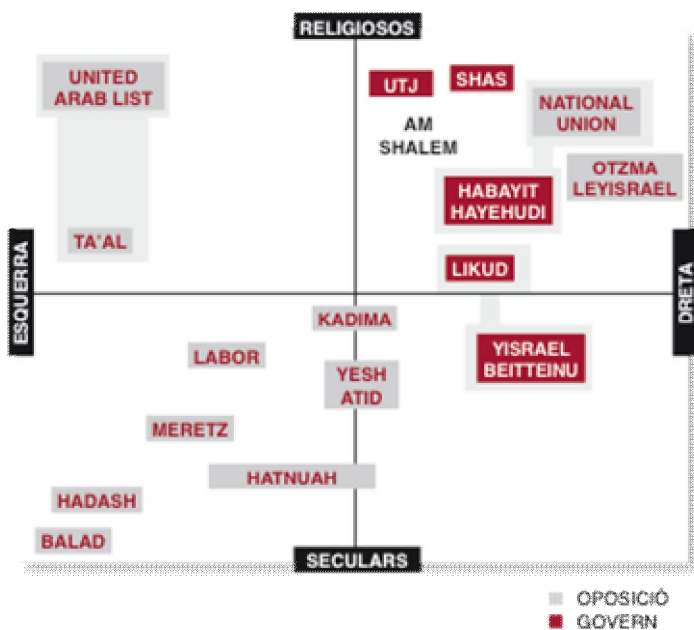 RELIGIOSOS
UNITED
ARAB LIST
UTJ
SHAS
AM
SHALEM
NATIONAL
UNION
OTZMA
LEYISRAEL
HABAYIT
HAYEHUDI
TA'AL
LIKUD
ESQUERRA
DRETA
KADIMA
LABOR
YISRAEL
BEITTEINU
YESH
ATID
MERETZ
HATNUAH
HADASH
BALAD
SECULARS
OPOSICIÓ
GOVERN